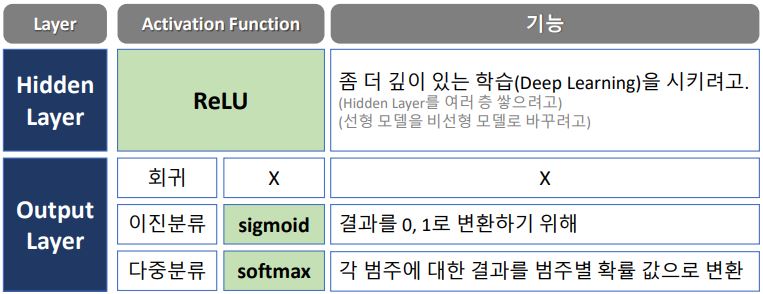 Layer Activation Function 기능
Hidden Layer ReLU 좀 더 깊이 있는 학습(Deep Learning)을 시키려고.
(Hidden Layer를 여러 층 쌓으려고)
(선형 모델을 비선형 모델로 바꾸려고)
Output Layer 회귀 X X
이진분류 sigmoid 결과를 0, 1로 변환하기 위해
다중분류 softmax 각 범주에 대한 결과를 범주별 확률 값으로 변환